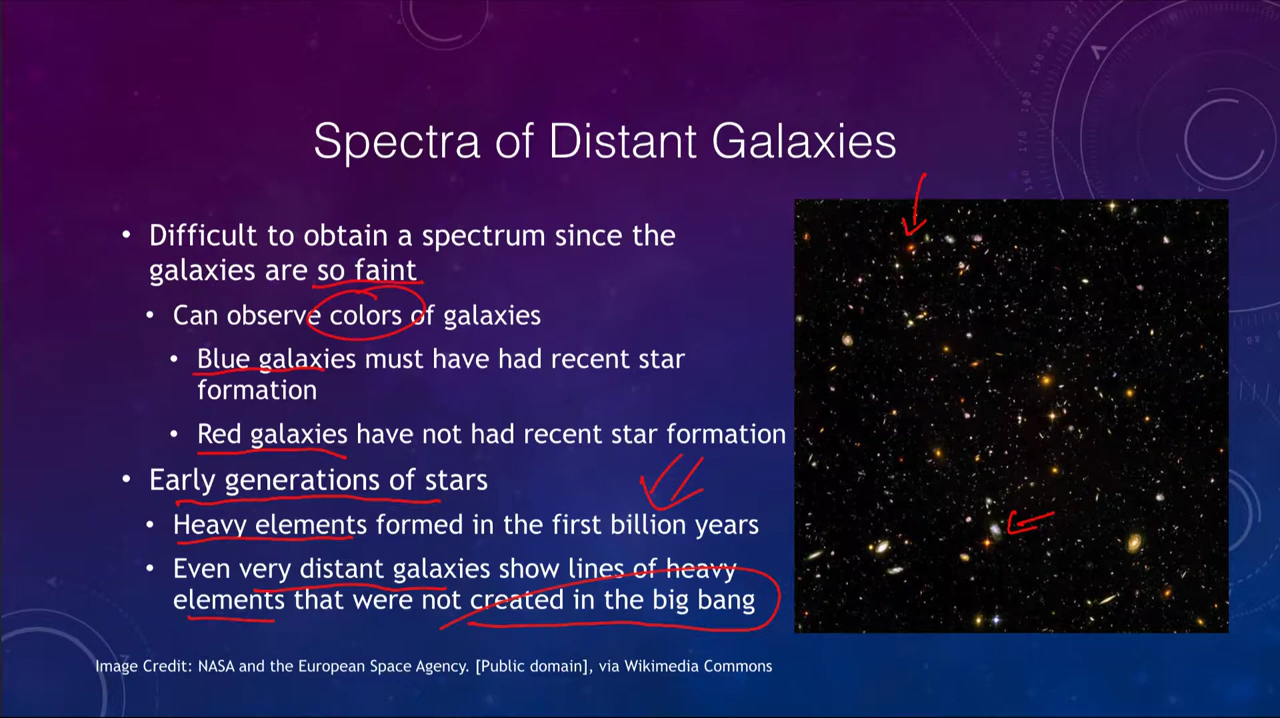 Spectra of Distant Galaxies
• Difficult to obtain a spectrum since the
galaxies are so faint
• Can observe colors of galaxies
• Blue galaxies must have had recent star
formation
• Red galaxies have not had recent star formation
• Early generations of stars
• Heavy elements formed in the first billion years
• Even very distant galaxies show lines of heavy
elements that were not created in the big bang
Image Credit: NASA and the European Space Agency. [Public domain], via Wikimedia Commons